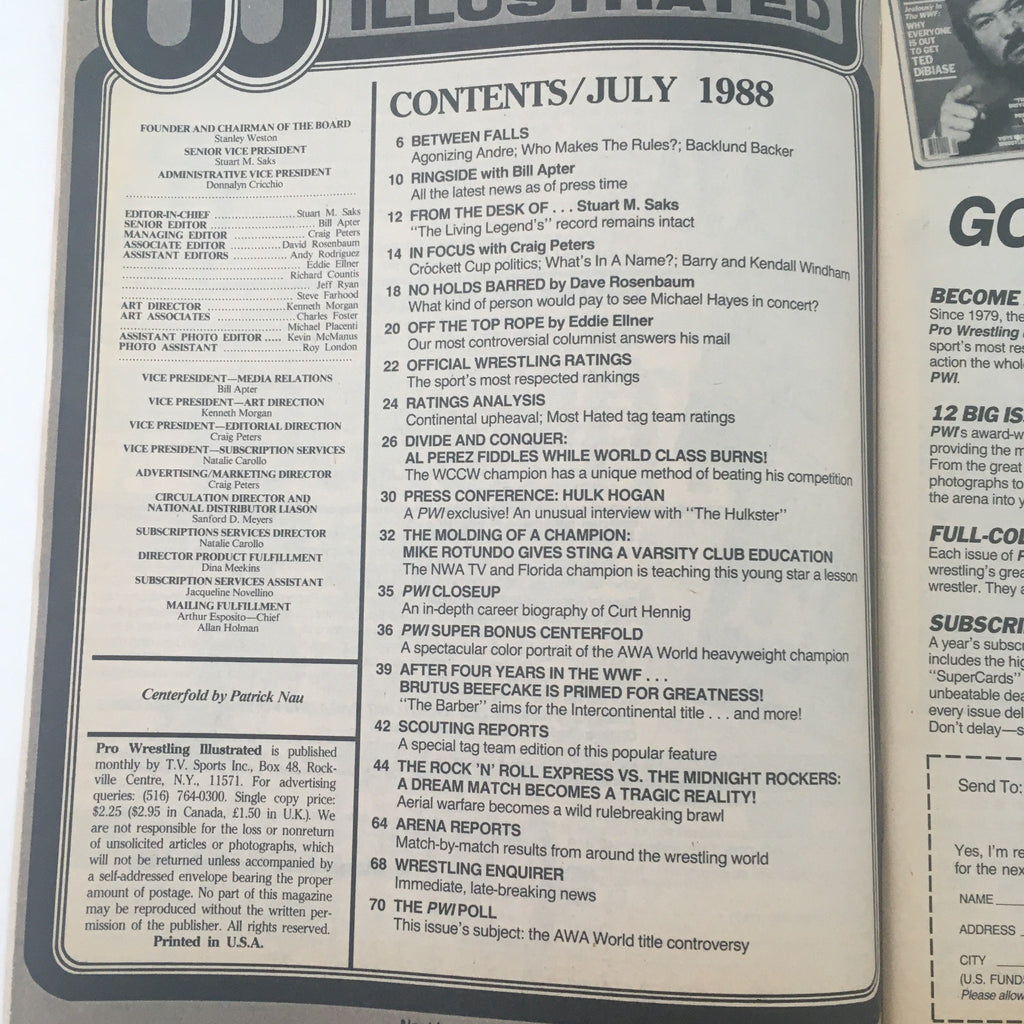 ILLUSTRATED
FOUNDER AND CHAIRMAN OF THE BOARD
Stanley Weston
SENIOR VICE PRESIDENT
Stuart M. Saks
ADMINISTRATIVE VICE PRESIDENT
Donnalyn Cricchio
EDITOR-IN-CHIEF ..................... Stuart M. Saks
SENIOR EDITOR ............................ Bill Apter
MANAGING EDITOR .................... Craig Peters
ASSOCIATE EDITOR ............ David Rosenbaum
ASSISTANT EDITORS ............. Andy Rodriguez
Eddie Ellner
Richard Countis
Jeff Ryan
Steve Farhood
ART DIRECTOR ..................... Kenneth Morgan
ART ASSOCIATES ..................... Charles Foster
Michael Placenti
ASSISTANT PHOTO EDITOR ..... Kevin McManus
PHOTO ASSISTANT ..................... Roy London
VICE PRESIDENT—MEDIA RELATIONS
Bill Apter
VICE PRESIDENT—ART DIRECTION
Kenneth Morgan
VICE PRESIDENT—EDITORIAL DIRECTION
Craig Peters
VICE PRESIDENT—SUBSCRIPTION SERVICES
Natalie Carollo
ADVERTISING/MARKETING DIRECTOR
Craig Peters
CIRCULATION DIRECTOR AND
NATIONAL DISTRIBUTOR LIASON
Sanford D. Meyers
SUBSCRIPTIONS SERVICES DIRECTOR
Natalie Carollo
DIRECTOR PRODUCT FULFILLMENT
Dina Meekins
SUBSCRIPTION SERVICES ASSISTANT
Jacqueline Novellino
MAILING FULFILLMENT
Arthur Esposito—Chief
Allan Holman
Centerfold by Patrick Nau
Pro Wrestling Illustrated is published
monthly by T.V. Sports Inc., Box 48, Rock-
ville Centre, N.Y., 11571. For advertising
queries: (516) 764-0300. Single copy price:
$2.25 ($2.95 in Canada, £1.50 in U.K.). We
are not responsible for the loss or nonreturn
of unsolicited articles or photographs, which
will not be returned unless accompanied by
a self-addressed envelope bearing the proper
amount of postage. No part of this magazine
may be reproduced without the written per-
mission of the publisher. All rights reserved.
Printed in U.S.A.
CONTENTS/JULY 1988
6 BETWEEN FALLS
Agonizing Andre; Who Makes The Rules?; Backlund Backer
10 RINGSIDE with Bill Apter
All the latest news as of press time
12 FROM THE DESK OF . . . Stuart M. Saks
"The Living Legend's" record remains intact
14 IN FOCUS with Craig Peters
Crockett Cup politics; What's In A Name?; Barry and Kendall Windham
18 NO HOLDS BARRED by Dave Rosenbaum
What kind of person would pay to see Michael Hayes in concert?
20 OFF THE TOP ROPE by Eddie Ellner
Our most controversial columnist answers his mail
22 OFFICIAL WRESTLING RATINGS
The sport's most respected rankings
24 RATINGS ANALYSIS
Continental upheaval; Most Hated tag team ratings
26 DIVIDE AND CONQUER:
AL PEREZ FIDDLES WHILE WORLD CLASS BURNS!
The WCCW champion has a unique method of beating his competition
30 PRESS CONFERENCE: HULK HOGAN
A PWI exclusive! An unusual interview with "The Hulkster"
32 THE MOLDING OF A CHAMPION:
MIKE ROTUNDO GIVES STING A VARSITY CLUB EDUCATION
The NWA TV and Florida champion is teaching this young star a lesson
35 PWI CLOSEUP
An in-depth career biography of Curt Hennig
36 PWI SUPER BONUS CENTERFOLD
A spectacular color portrait of the AWA World heavyweight champion
39 AFTER FOUR YEARS IN THE WWF . . .
BRUTUS BEEFCAKE IS PRIMED FOR GREATNESS!
"The Barber" aims for the Intercontinental title . . . and more!
42 SCOUTING REPORTS
A special tag team edition of this popular feature
44 THE ROCK 'N' ROLL EXPRESS VS. THE MIDNIGHT ROCKERS:
A DREAM MATCH BECOMES A TRAGIC REALITY!
Aerial warfare becomes a wild rulebreaking brawl
64 ARENA REPORTS
Match-by-match results from around the wrestling world
68 WRESTLING ENQUIRER
Immediate, late-breaking news
70 THE PWI POLL
This issue's subject: the AWA World title controversy
Jealousy In
The WWF:
WHY
EVERYONE
IS OUT
TO GET
TED
DiBIASE
GO
BECOME
Since 1979, the
Pro Wrestling
sport's most res
action the whol
PWI.
12 BIG IS
PWI's award-w
providing the m
From the great
photographs to
the arena into y
FULL-COL
Each issue of P
wrestling's grea
wrestler. They a
SUBSCRI
A year's subscr
includes the hig
"SuperCards"
unbeatable dea
every issue del
Don't delay—s
Send To:
Yes, I'm re
for the nex
NAME
ADDRESS
CITY
(U.S. FUND
Please allow